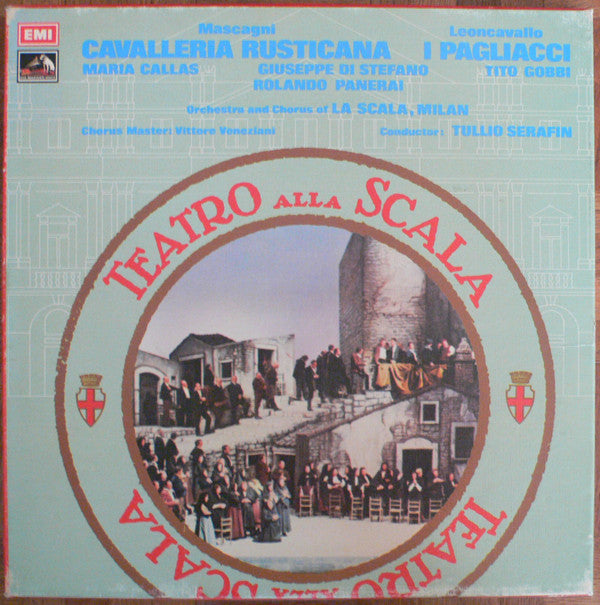 EMI
Mascagni
CAVALLERIA RUSTICANA
Leoncavallo
I PAGLIACCI
MARIA CALLAS
GIUSEPPE DI STEFANO
TITO GOBBI
ROLANDO PANERAI
Orchestra and Chorus of LA SCALA, MILAN
Chorus Master: Vittore Veneziani
Conductor: TULLIO SERAFIN
TEATRO ALLA SCALA
TEATRO ALLA SCALA